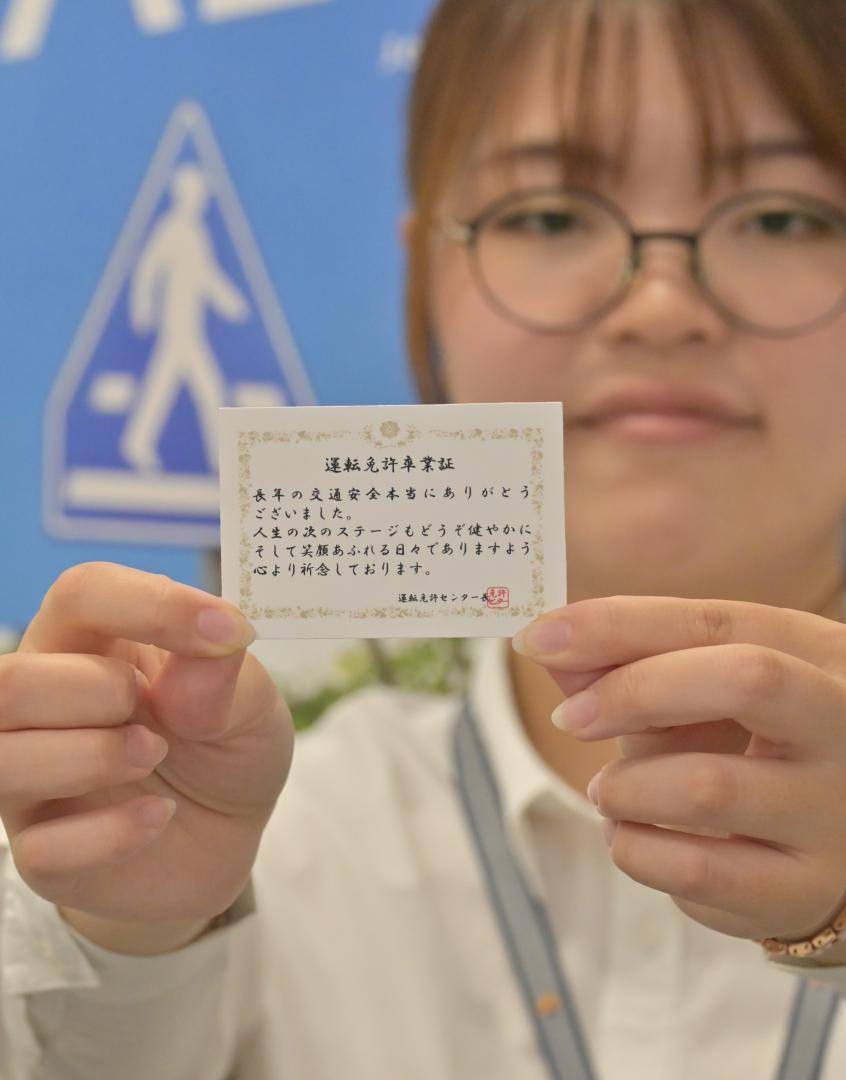 運転免許卒業証
長年の交通安全本当にありがとう
ございました。
人生の次のステージもどうぞ健やかに
そして笑顔あふれる日々でありますよう
心より祈念しております。
運転免許センター長